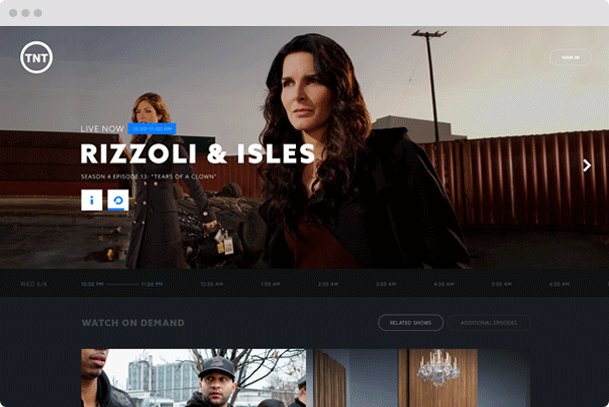 TNT
SIGN IN
LIVE NOW 10:00-11:00 PM
RIZZOLI & ISLES
SEASON 4 EPISODE 13: "TEARS OF A CLOWN"
i
WED 6/4 10:00 PM 11:00 PM 12:00 AM 1:00 AM 2:00 AM 3:00 AM 4:00 AM 5:00 AM 6:00 AM
WATCH ON DEMAND RELATED SHOWS ADDITIONAL EPISODES